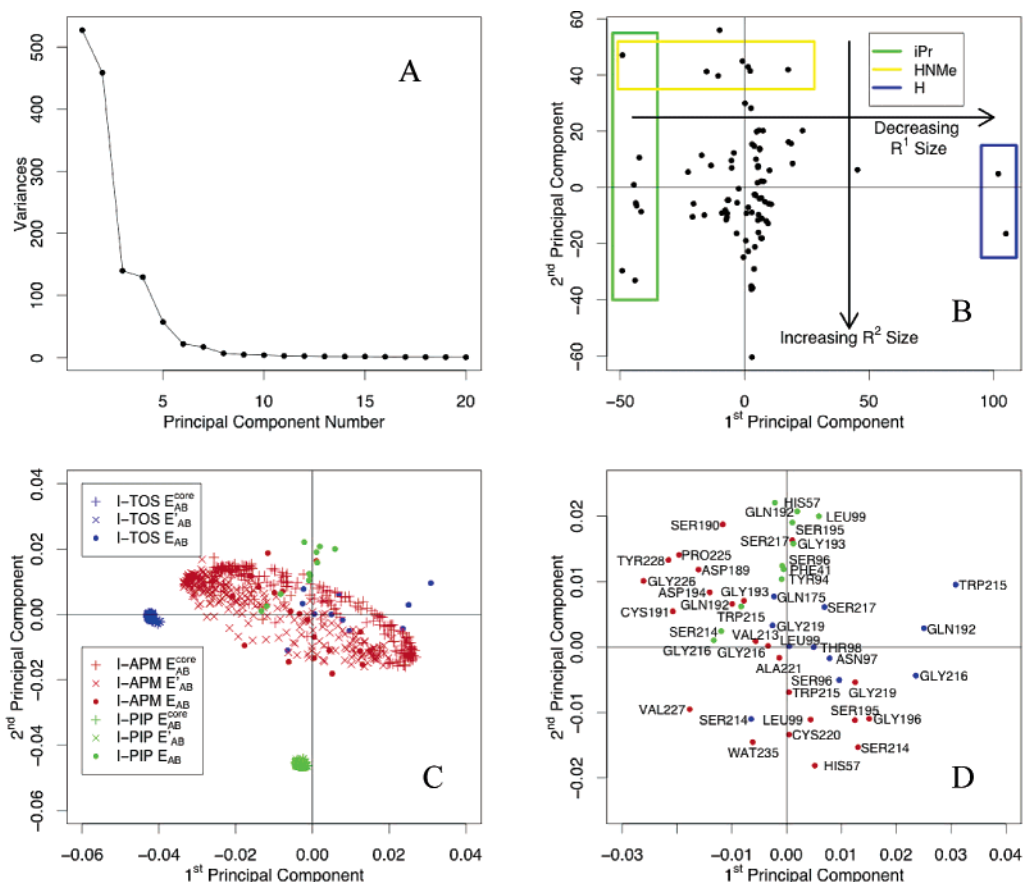 A
Variances
0
100
200
300
400
500
5
10
15
20
Principal Component Number
B
iPr
HNMe
H
Decreasing
R¹ Size
Increasing R² Size
2nd Principal Component
−60
−40
−20
0
20
40
60
−50
0
50
100
1st Principal Component
C
I−TOS E core AB
I−TOS E' AB
I−TOS E AB
I−APM E core AB
I−APM E' AB
I−APM E AB
I−PIP E core AB
I−PIP E' AB
I−PIP E AB
2nd Principal Component
−0.06
−0.04
−0.02
0.00
0.02
0.04
−0.06
−0.04
−0.02
0.00
0.02
0.04
1st Principal Component
D
HIS57
GLN192
LEU99
SER190
SER195
SER217
GLY193
TYR228
PRO225
SER96
ASP189
PHE41
GLY226
TYR94
TRP215
ASP194
GLY193
GLN175
CYS191
GLN192
SER217
TRP215
SER214
GLY219
GLN192
VAL213
LEU99
GLY216
GLY216
THR98
ALA221
ASN97
GLY216
SER96
GLY219
TRP215
VAL227
SER195
SER214
LEU99
GLY196
CYS220
WAT235
SER214
HIS57
2nd Principal Component
−0.02
−0.01
0.00
0.01
0.02
−0.03
−0.01
0.00
0.01
0.02
0.03
0.04
1st Principal Component